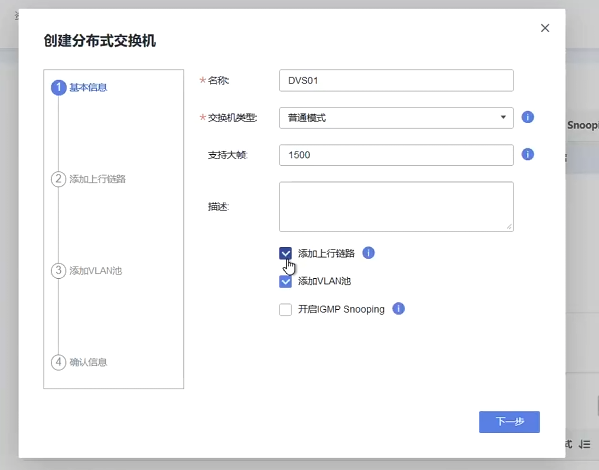 创建分布式交换机
1 基本信息
2 添加上行链路
3 添加VLAN池
4 确认信息
* 名称: DVS01
* 交换机类型: 普通模式
支持大帧: 1500
描述:
添加上行链路
添加VLAN池
开启IGMP Snooping
下一步
Snoopi
式